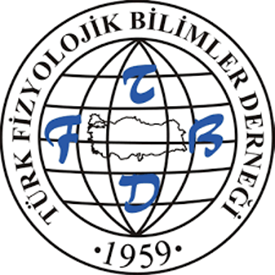 TÜRK FİZYOLOJİK BİLİMLER DERNEĞİ
T
F B
D
·1959·